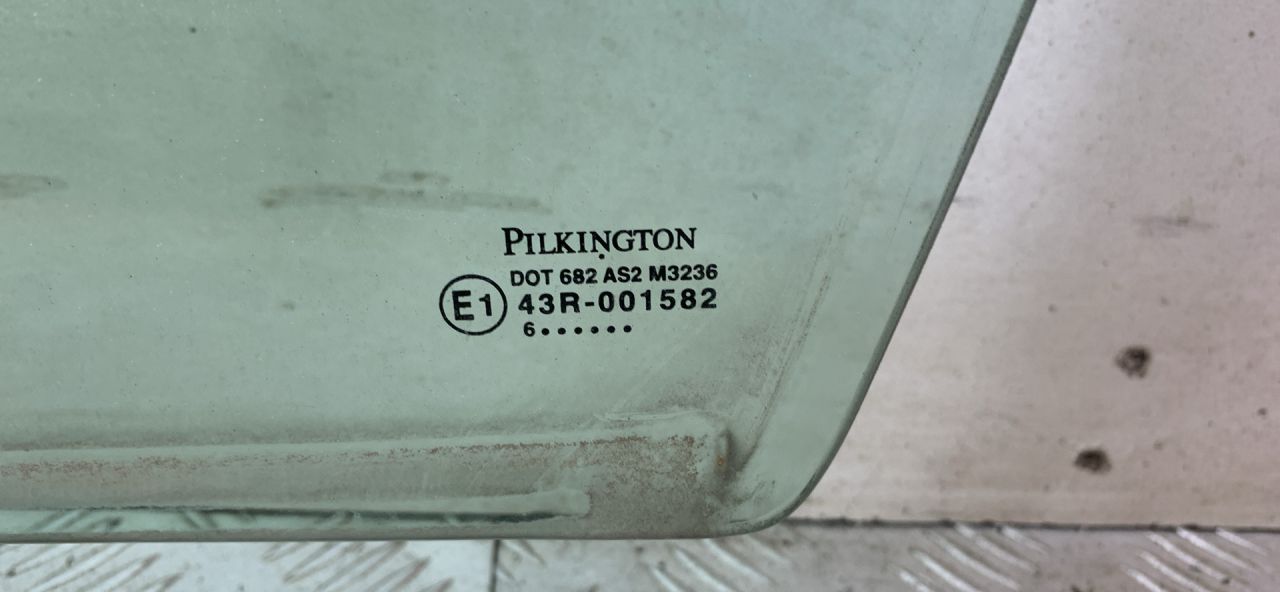 PILKINGTON
DOT 682 AS2 M3236
E1 43R-001582
6••••••